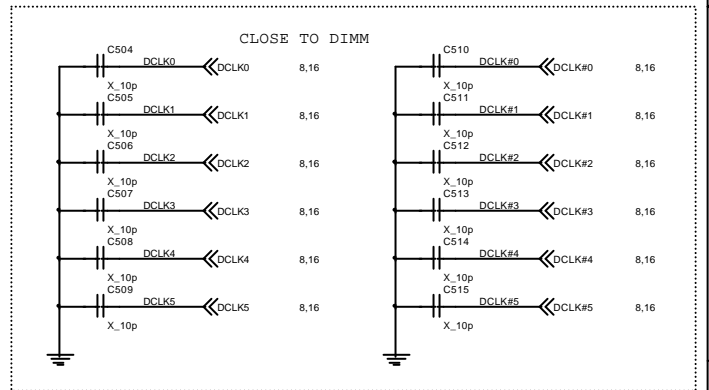 CLOSE TO DIMM
C504
DCLK0 DCLK0 8,16
X_10p
C505
DCLK1 DCLK1 8,16
X_10p
C506
DCLK2 DCLK2 8,16
X_10p
C507
DCLK3 DCLK3 8,16
X_10p
C508
DCLK4 DCLK4 8,16
X_10p
C509
DCLK5 DCLK5 8,16
X_10p
C510
DCLK#0 DCLK#0 8,16
X_10p
C511
DCLK#1 DCLK#1 8,16
X_10p
C512
DCLK#2 DCLK#2 8,16
X_10p
C513
DCLK#3 DCLK#3 8,16
X_10p
C514
DCLK#4 DCLK#4 8,16
X_10p
C515
DCLK#5 DCLK#5 8,16
X_10p